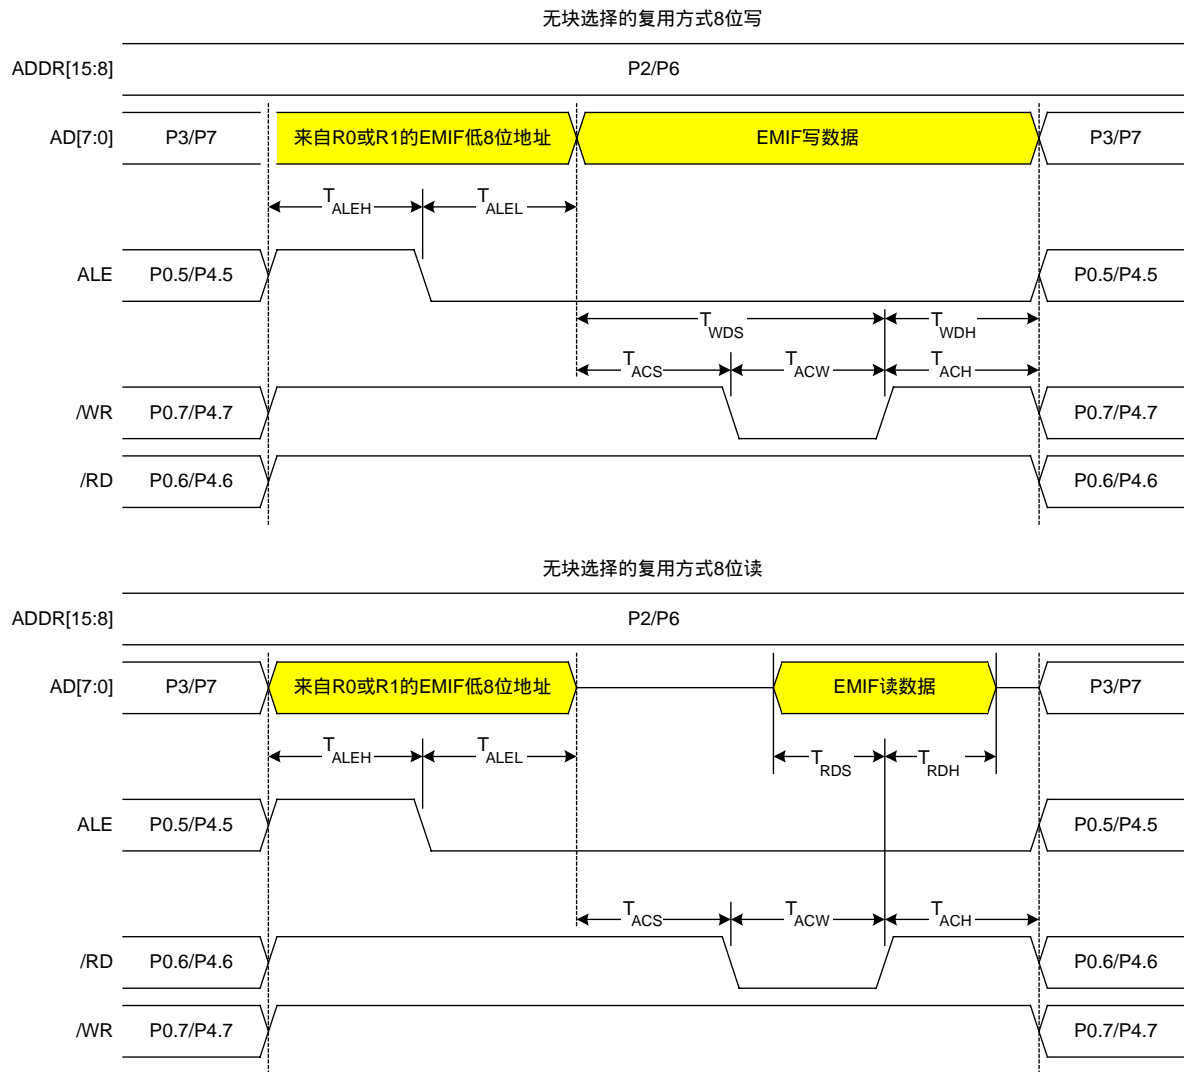 无块选择的复用方式8位写
ADDR[15:8] P2/P6
AD[7:0] P3/P7 来自R0或R1的EMIF低8位地址 EMIF写数据 P3/P7
TALEH TALEL
ALE P0.5/P4.5 P0.5/P4.5
TWDS TWDH
TACS TACW TACH
/WR P0.7/P4.7 P0.7/P4.7
/RD P0.6/P4.6 P0.6/P4.6
无块选择的复用方式8位读
ADDR[15:8] P2/P6
AD[7:0] P3/P7 来自R0或R1的EMIF低8位地址 EMIF读数据 P3/P7
TALEH TALEL TRDS TRDH
ALE P0.5/P4.5 P0.5/P4.5
TACS TACW TACH
/RD P0.6/P4.6 P0.6/P4.6
/WR P0.7/P4.7 P0.7/P4.7